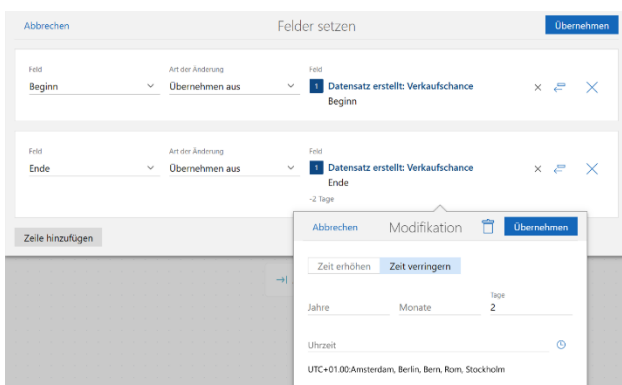 Abbrechen Felder setzen Übernehmen
Feld Art der Änderung Feld
Beginn Übernehmen aus 1 Datensatz erstellt: Verkaufschance
Beginn
Feld Art der Änderung Feld
Ende Übernehmen aus 1 Datensatz erstellt: Verkaufschance
Ende
-2 Tage
Zeile hinzufügen
Abbrechen Modifikation Übernehmen
Zeit erhöhen Zeit verringern
Tage
Jahre Monate 2
Uhrzeit
UTC+01.00:Amsterdam, Berlin, Bern, Rom, Stockholm